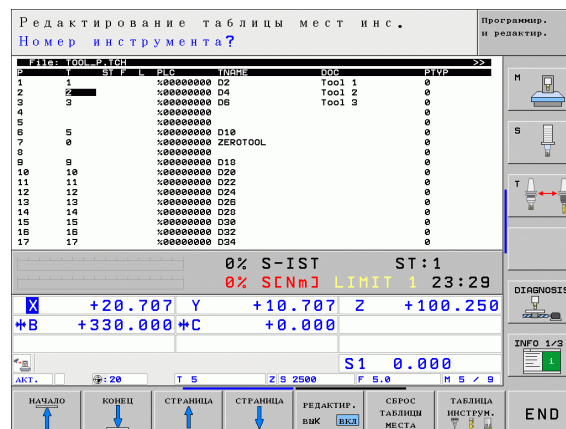 Редактирование таблицы мест инс.
Программир. и редактир.
Номер инструмента?
File: TOOL_P.TCH >>
P T ST F L PLC TNAME DOC PTYP
1 1 %00000000 D2 Tool 1 0
2 2 %00000000 D4 Tool 2 0
3 3 %00000000 D6 Tool 3 0
4 %00000000 0
5 %00000000 0
6 5 %00000000 D10 0
7 0 %00000000 ZEROTOOL 0
8 %00000000 0
9 9 %00000000 D18 0
10 10 %00000000 D20 0
11 11 %00000000 D22 0
12 12 %00000000 D24 0
13 13 %00000000 D26 0
14 14 %00000000 D28 0
15 15 %00000000 D30 0
16 16 %00000000 D32 0
17 17 %00000000 D34 0
0% S-IST ST:1
0% S[Nm] LIMIT 1 23:29
X +20.707 Y +10.707 Z +100.250
B +330.000 C +0.000
S1 0.000
АКТ. : 20 T 5 Z S 2500 F 5.0 M 5 / 9
M
S
T
DIAGNOSIS
INFO 1/3
НАЧАЛО
КОНЕЦ
СТРАНИЦА
СТРАНИЦА
РЕДАКТИР.
ВЫК ВКЛ
СБРОС
ТАБЛИЦЫ
МЕСТА
ТАБЛИЦА
ИНСТРУМ.
END